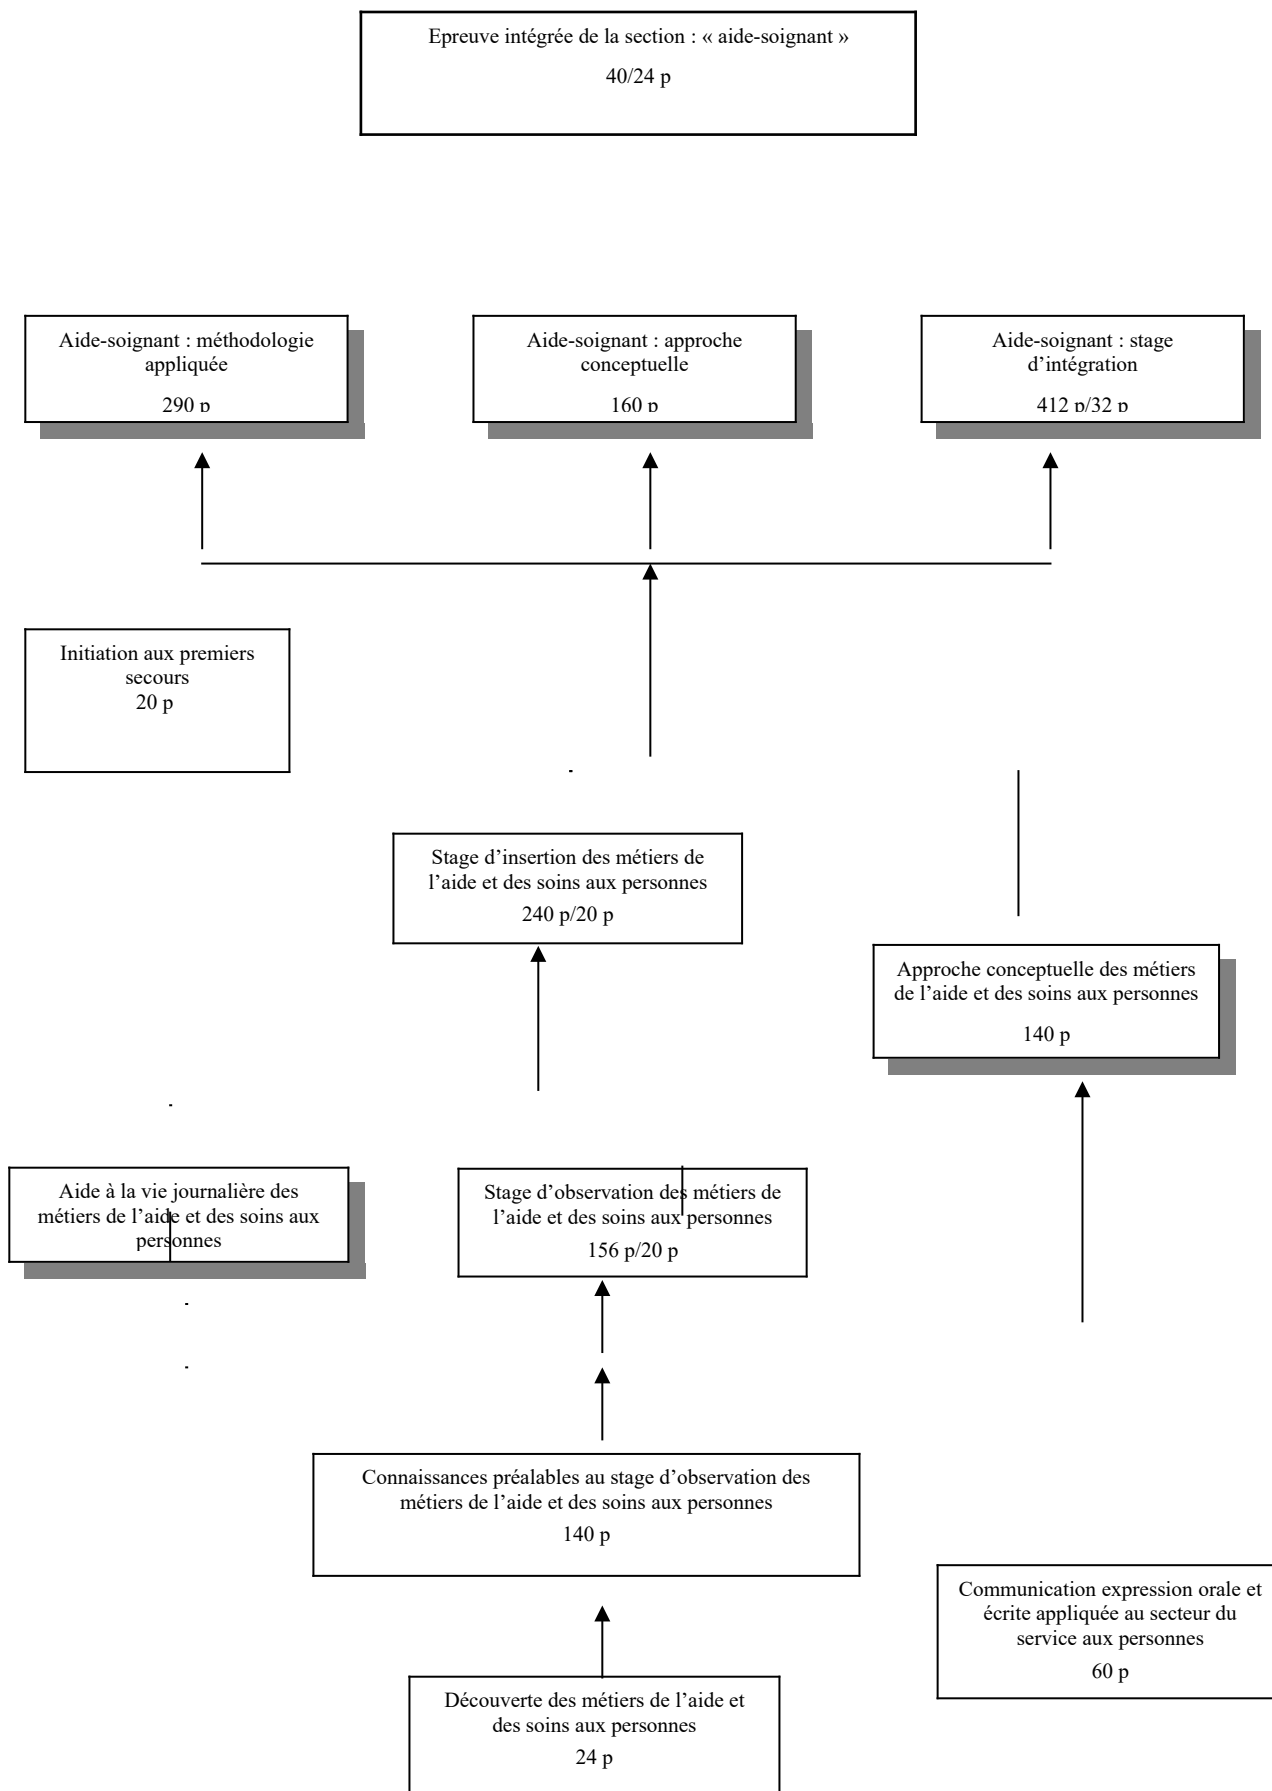 Epreuve intégrée de la section : « aide-soignant »
40/24 p
Aide-soignant : méthodologie
appliquée
290 p
Aide-soignant : approche
conceptuelle
160 p
Aide-soignant : stage
d’intégration
412 p/32 p
Initiation aux premiers
secours
20 p
Stage d’insertion des métiers de
l’aide et des soins aux personnes
240 p/20 p
Approche conceptuelle des métiers
de l’aide et des soins aux personnes
140 p
Aide à la vie journalière des
métiers de l’aide et des soins aux
personnes
Stage d’observation des métiers de
l’aide et des soins aux personnes
156 p/20 p
Connaissances préalables au stage d’observation des
métiers de l’aide et des soins aux personnes
140 p
Communication expression orale et
écrite appliquée au secteur du
service aux personnes
60 p
Découverte des métiers de l’aide et
des soins aux personnes
24 p